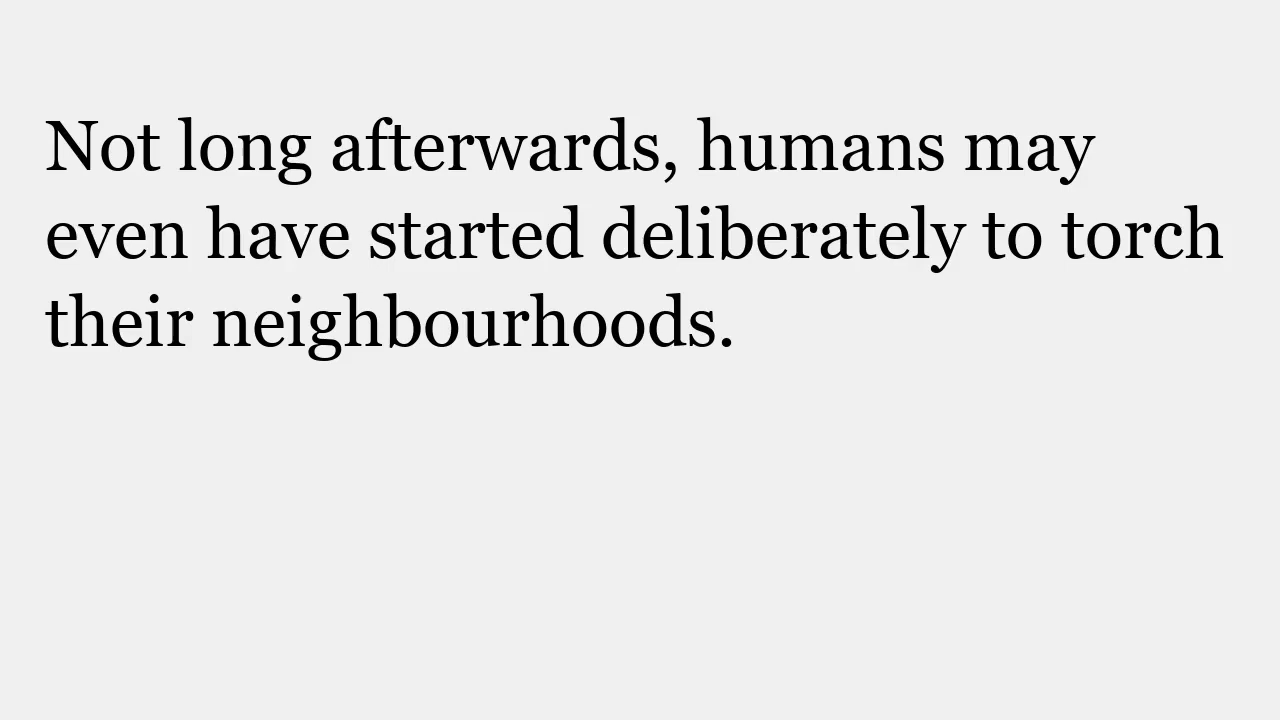 Not long afterwards, humans may
even have started deliberately to torch
their neighbourhoods.